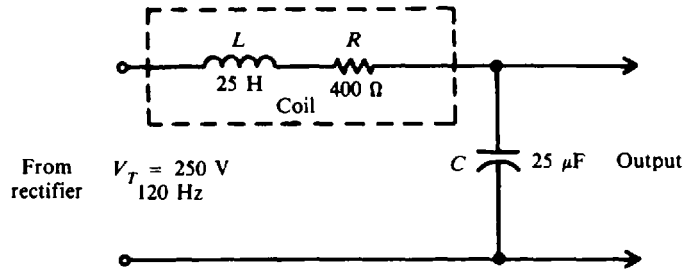 L R
25 H 400 Ω
Coil
From
rectifier
V_T = 250 V
120 Hz
C 25 μF Output